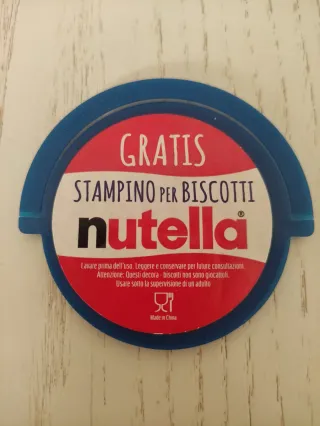 GRATIS
STAMPINO PER BISCOTTI
nutella®
Lavare prima dell'uso. Leggere e conservare per future consultazioni.
Attenzione: Questi decora - biscotti non sono giocattoli.
Usare sotto la supervisione di un adulto
Made in China